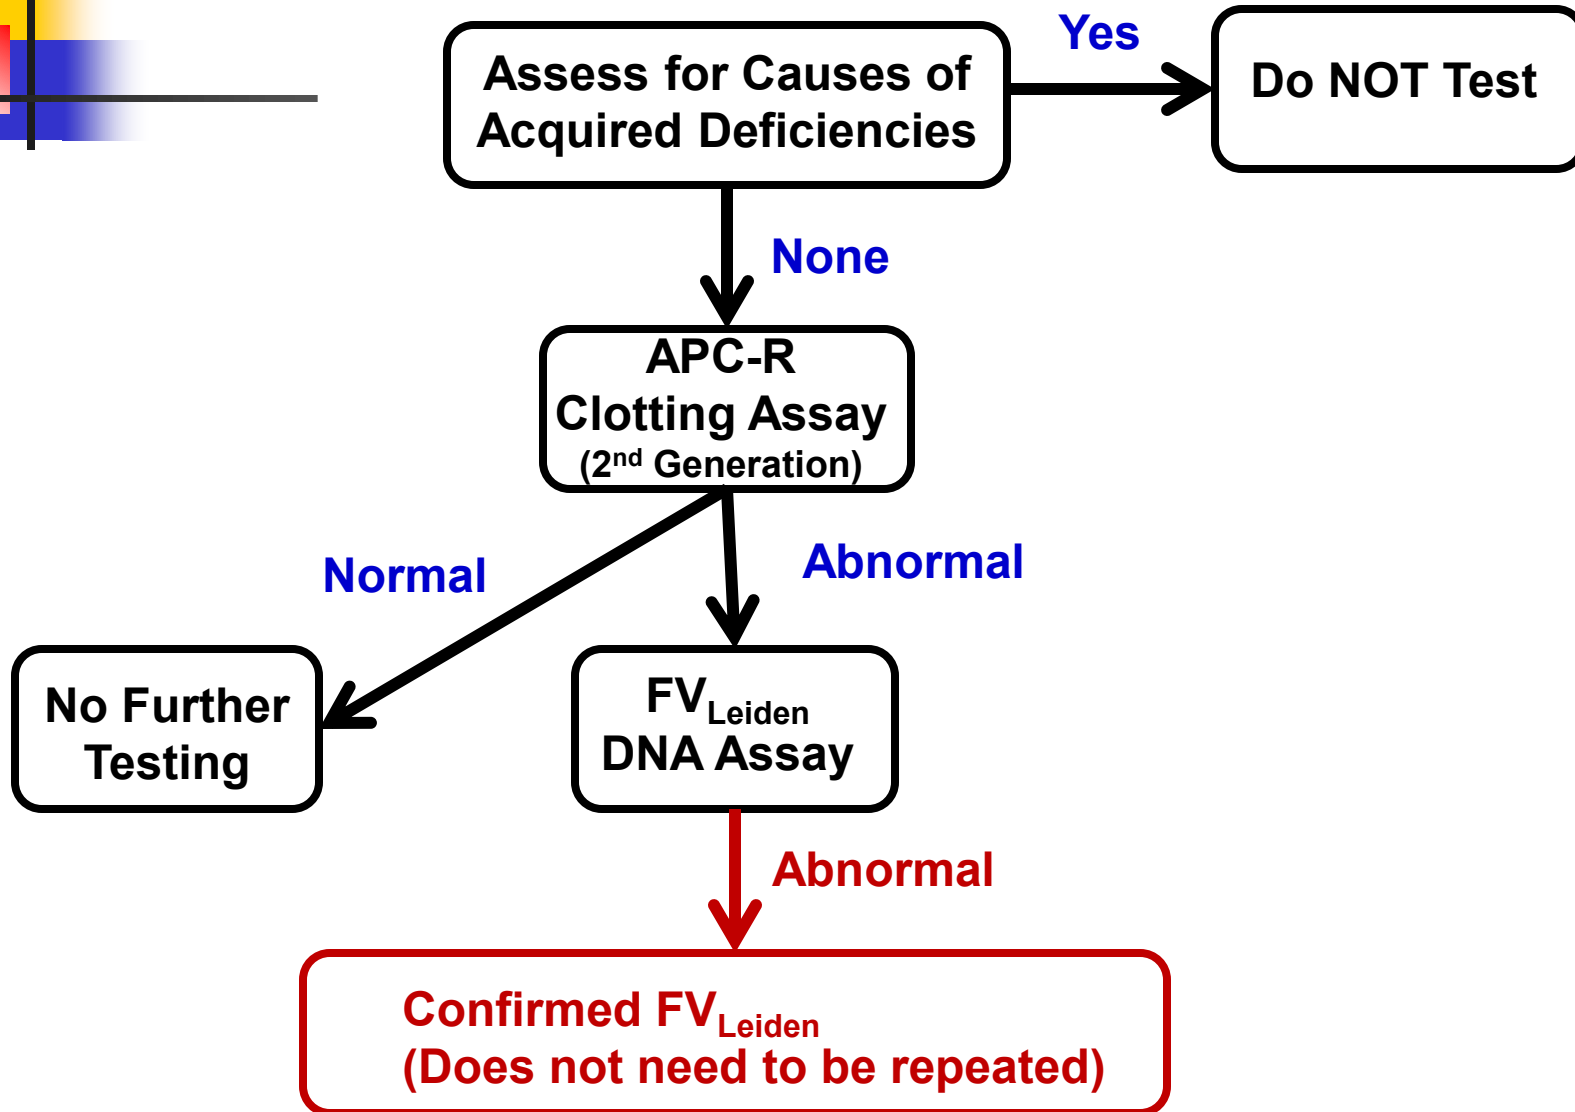 Assess for Causes of
Acquired Deficiencies
Yes
Do NOT Test
None
APC-R
Clotting Assay
(2nd Generation)
Normal
Abnormal
No Further
Testing
FVLeiden
DNA Assay
Abnormal
Confirmed FVLeiden
(Does not need to be repeated)